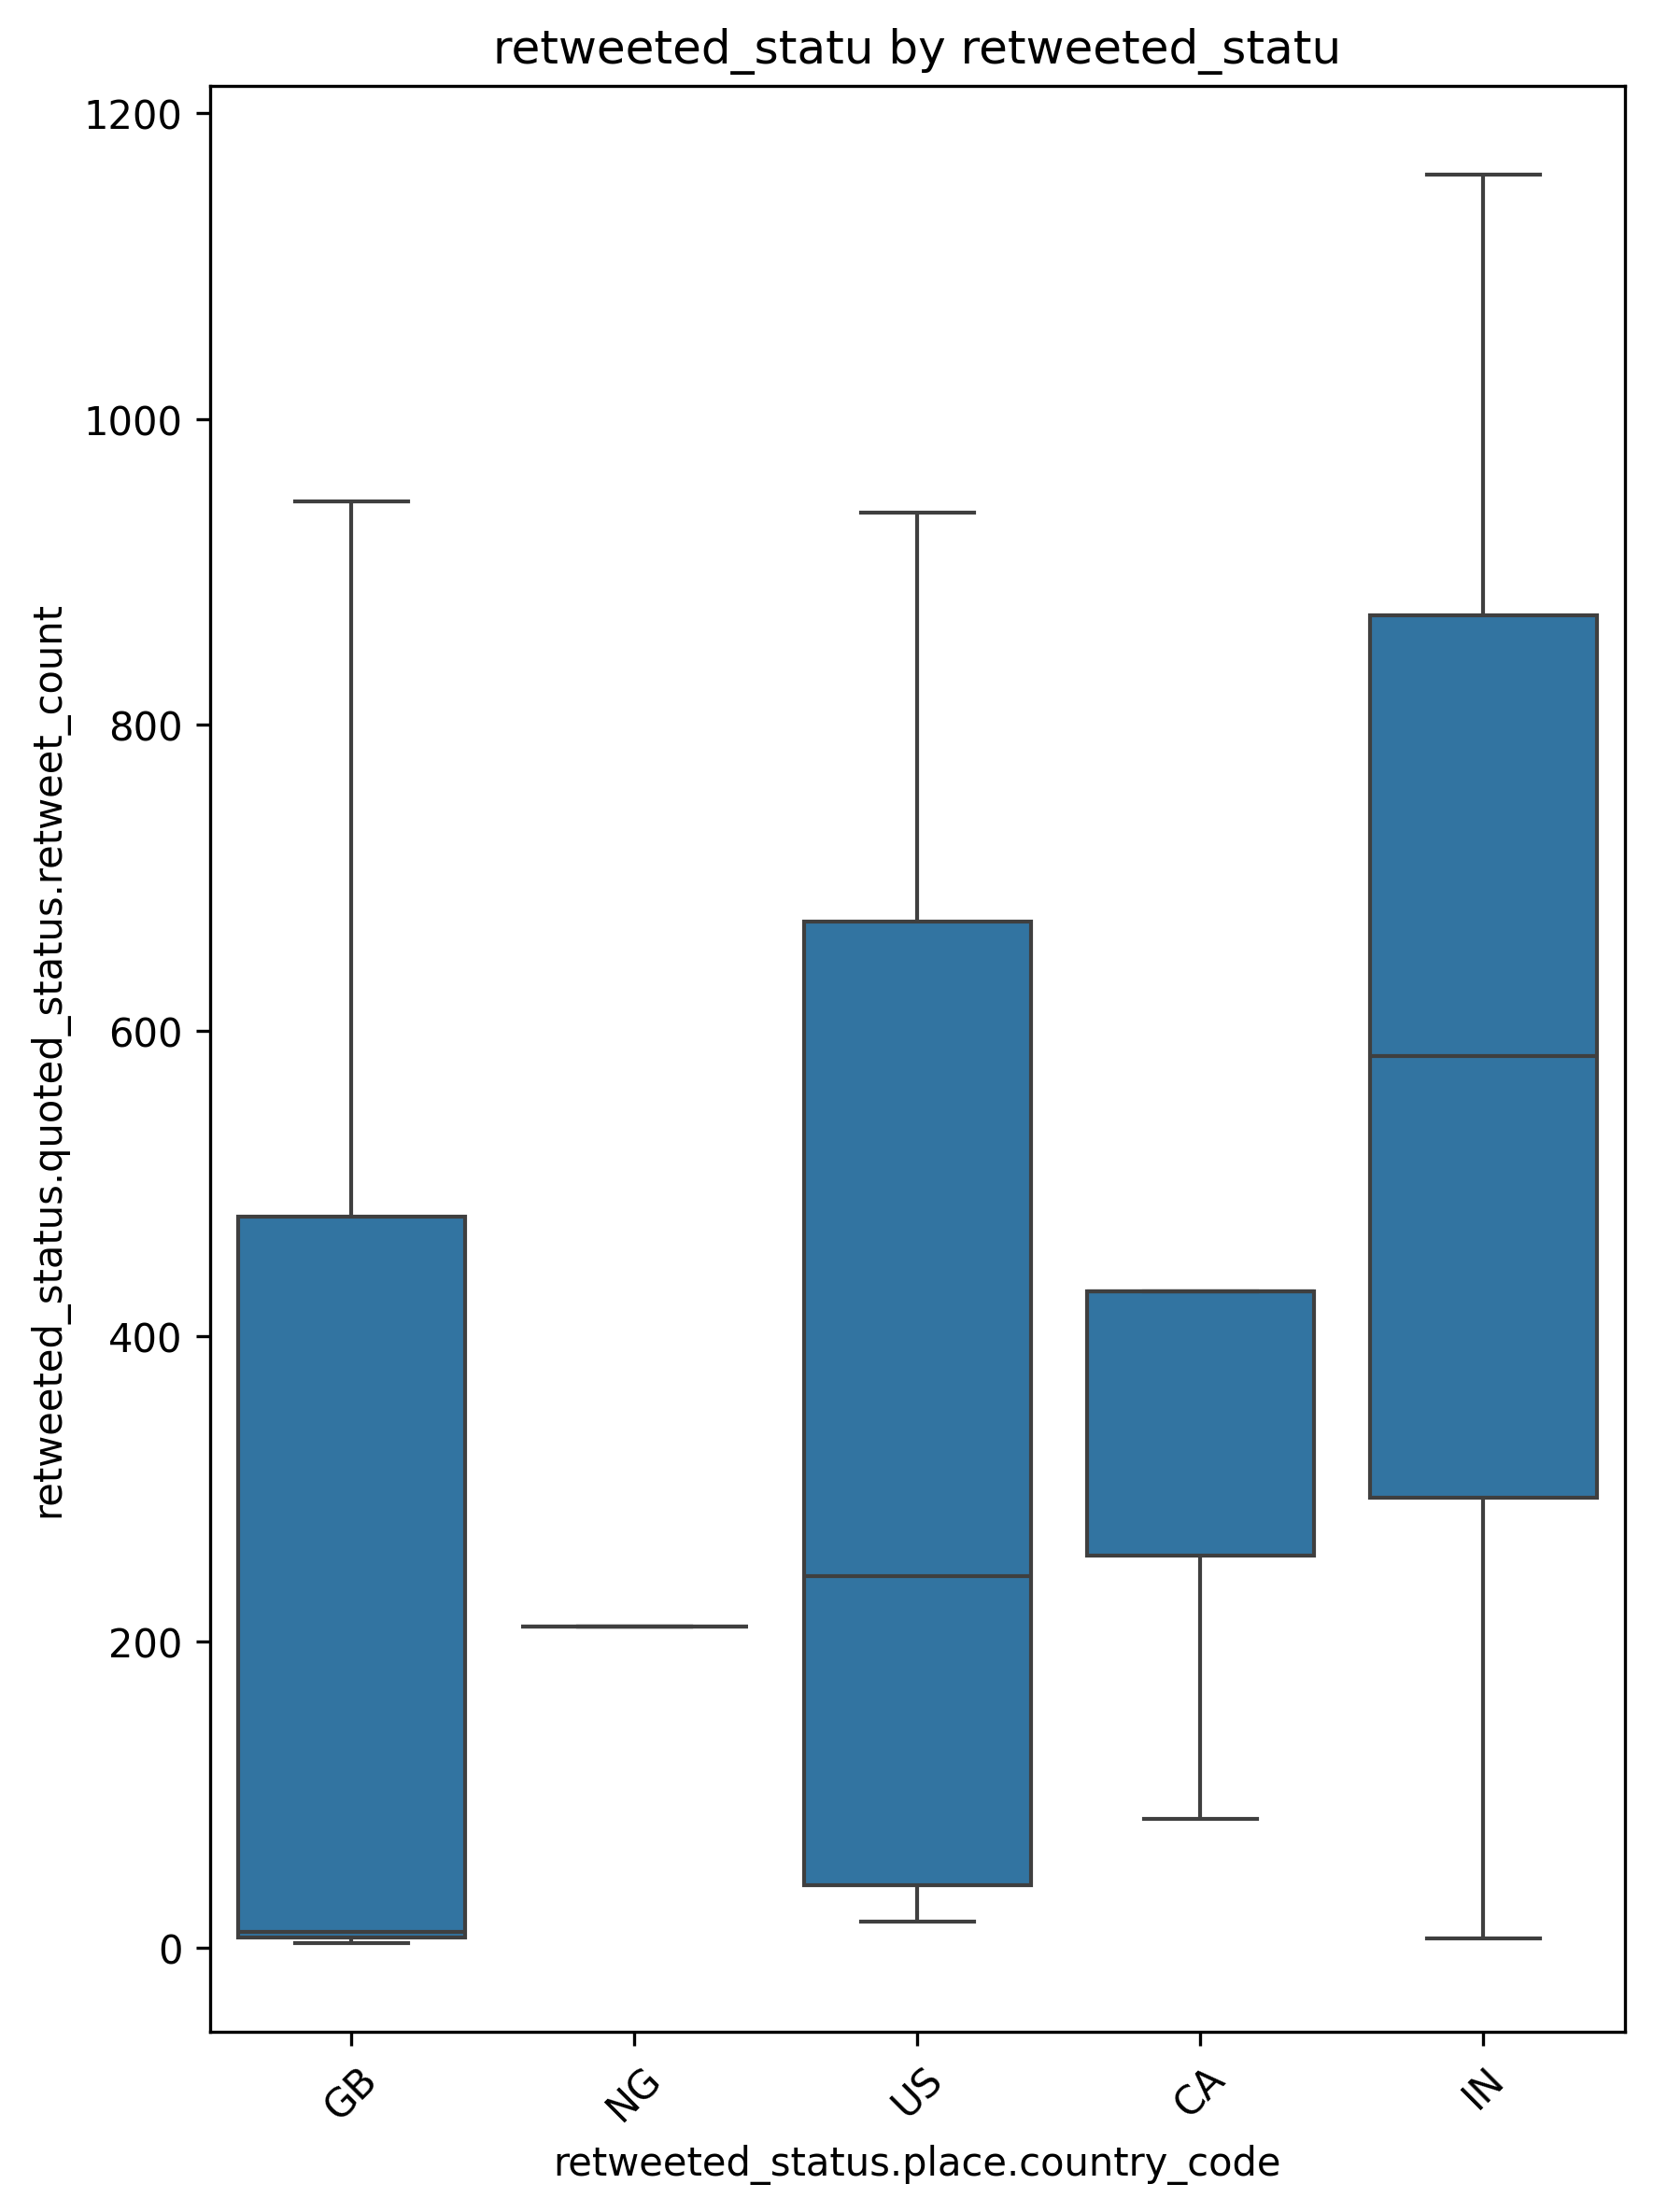 retweeted_statu by retweeted_statu
1200
1000
800
600
400
200
0
retweeted_status.quoted_status.retweet_count
GB
NG
US
CA
IN
retweeted_status.place.country_code